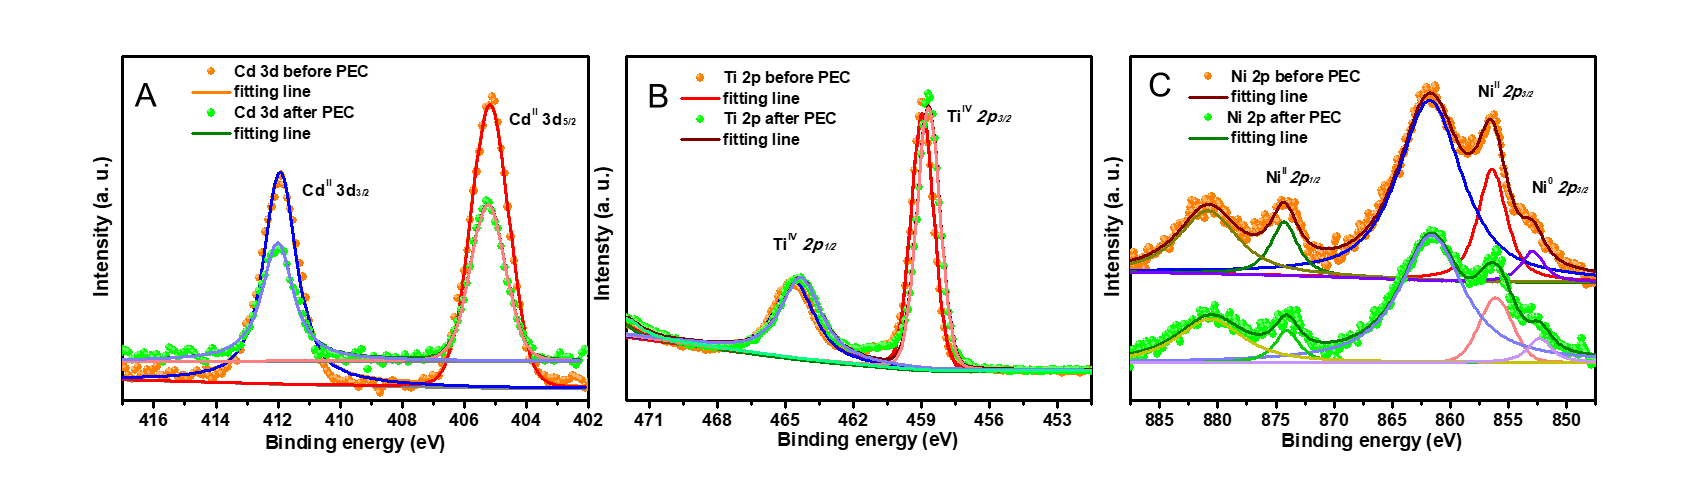 A
Cd 3d before PEC
fitting line
Cd 3d after PEC
fitting line
Cd^II 3d5/2
Cd^II 3d3/2
Intensity (a. u.)
416 414 412 410 408 406 404 402
Binding energy (eV)
B
Ti 2p before PEC
fitting line
Ti 2p after PEC
fitting line
Ti^IV 2p3/2
Ti^IV 2p1/2
Intensty (a. u.)
471 468 465 462 459 456 453
Binding energy (eV)
C
Ni 2p before PEC
fitting line
Ni 2p after PEC
fitting line
Ni^II 2p3/2
Ni^II 2p1/2
Ni^0 2p3/2
Intensity (a. u.)
885 880 875 870 865 860 855 850
Binding energy (eV)